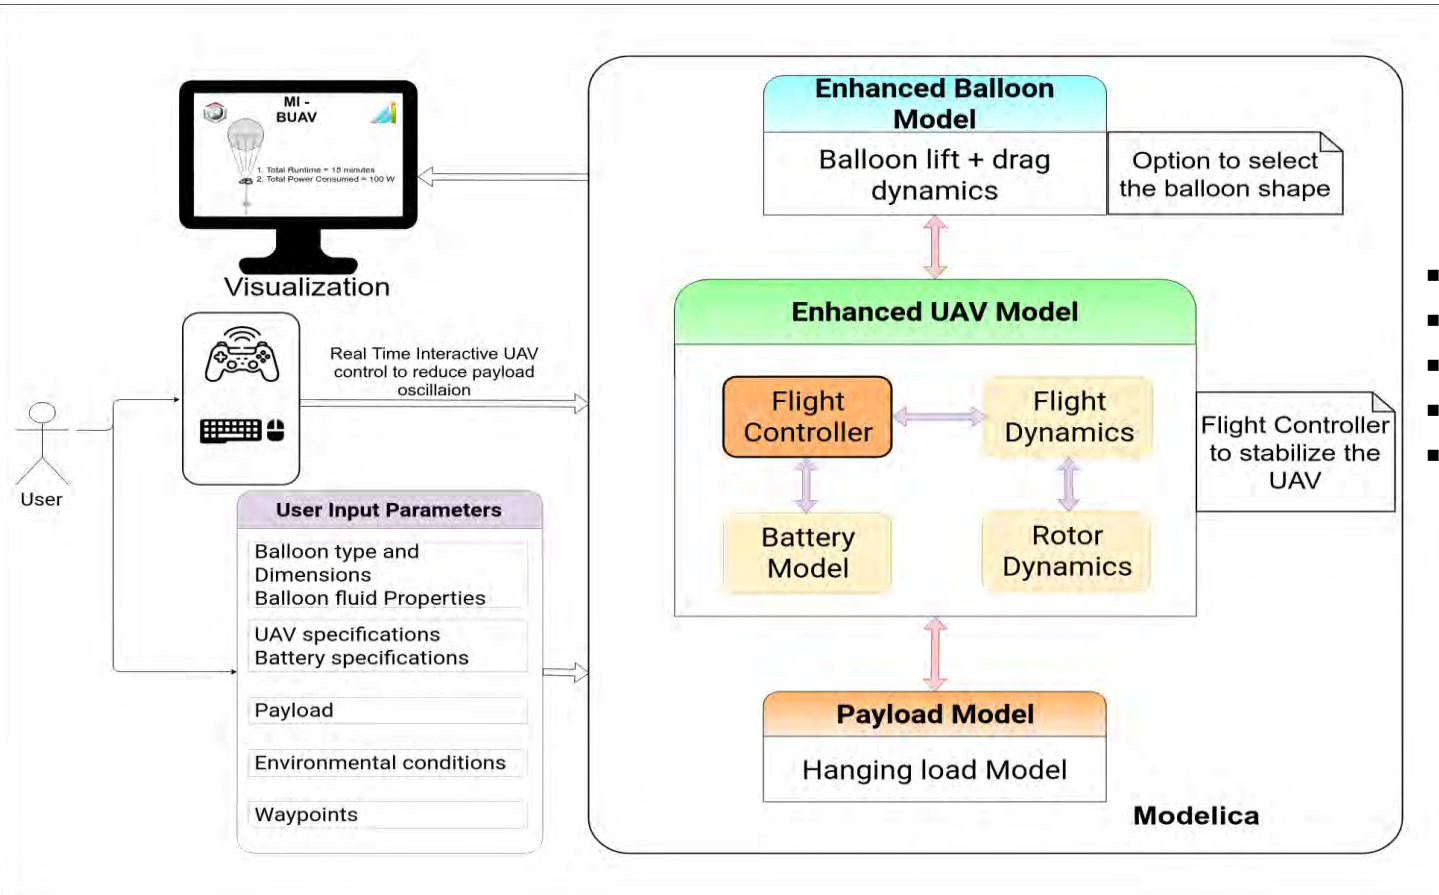 MI -
BUAV
1. Total Runtime = 15 minutes
2. Total Power Consumed = 100 W
Visualization
Real Time Interactive UAV
control to reduce payload
oscillaion
User
User Input Parameters
Balloon type and
Dimensions
Balloon fluid Properties
UAV specifications
Battery specifications
Payload
Environmental conditions
Waypoints
Enhanced Balloon
Model
Balloon lift + drag
dynamics
Option to select
the balloon shape
Enhanced UAV Model
Flight
Controller
Flight
Dynamics
Battery
Model
Rotor
Dynamics
Flight Controller
to stabilize the
UAV
Payload Model
Hanging load Model
Modelica